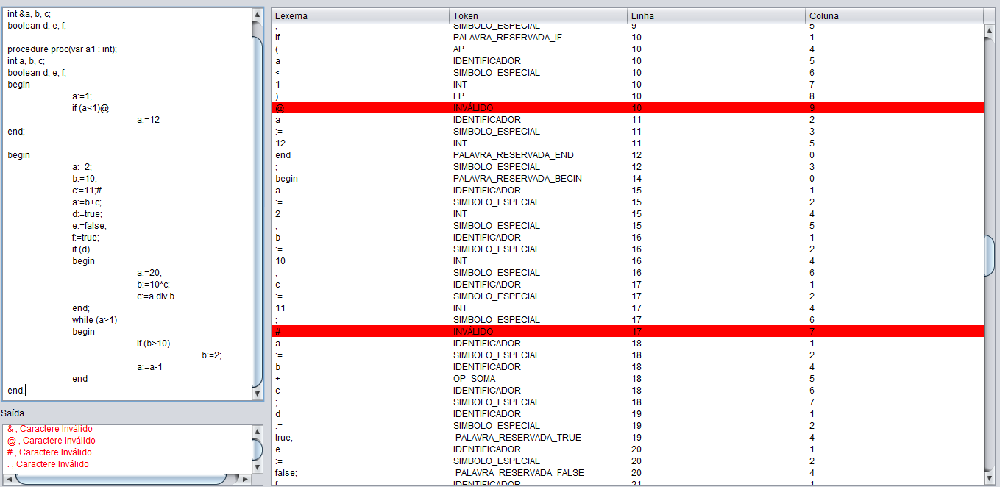 int &a, b, c;
boolean d, e, f;
procedure proc(var a1 : int);
int a, b, c;
boolean d, e, f;
begin
a:=1;
if (a<1)@
a:=12
end;
begin
a:=2;
b:=10;
c:=11;#
a:=b+c;
d:=true;
e:=false;
f:=true;
if (d)
begin
a:=20;
b:=10*c;
c:=a div b
end;
while (a>1)
begin
if (b>10)
b:=2;
a:=a-1
end
end.
Saída
& , Caractere Inválido
@ , Caractere Inválido
# , Caractere Inválido
. , Caractere Inválido
Lexema Token Linha Coluna
; SIMBOLO_ESPECIAL 9 5
if PALAVRA_RESERVADA_IF 10 1
( AP 10 4
a IDENTIFICADOR 10 5
< SIMBOLO_ESPECIAL 10 6
1 INT 10 7
) FP 10 8
@ INVÁLIDO 10 9
a IDENTIFICADOR 11 2
:= SIMBOLO_ESPECIAL 11 3
12 INT 11 5
end PALAVRA_RESERVADA_END 12 0
; SIMBOLO_ESPECIAL 12 3
begin PALAVRA_RESERVADA_BEGIN 14 0
a IDENTIFICADOR 15 1
:= SIMBOLO_ESPECIAL 15 2
2 INT 15 4
; SIMBOLO_ESPECIAL 15 5
b IDENTIFICADOR 16 1
:= SIMBOLO_ESPECIAL 16 2
10 INT 16 4
; SIMBOLO_ESPECIAL 16 6
c IDENTIFICADOR 17 1
:= SIMBOLO_ESPECIAL 17 2
11 INT 17 4
; SIMBOLO_ESPECIAL 17 6
# INVÁLIDO 17 7
a IDENTIFICADOR 18 1
:= SIMBOLO_ESPECIAL 18 2
b IDENTIFICADOR 18 4
+ OP_SOMA 18 5
c IDENTIFICADOR 18 6
; SIMBOLO_ESPECIAL 18 7
d IDENTIFICADOR 19 1
:= SIMBOLO_ESPECIAL 19 2
true; PALAVRA_RESERVADA_TRUE 19 4
e IDENTIFICADOR 20 1
:= SIMBOLO_ESPECIAL 20 2
false; PALAVRA_RESERVADA_FALSE 20 4
f IDENTIFICADOR 21 1